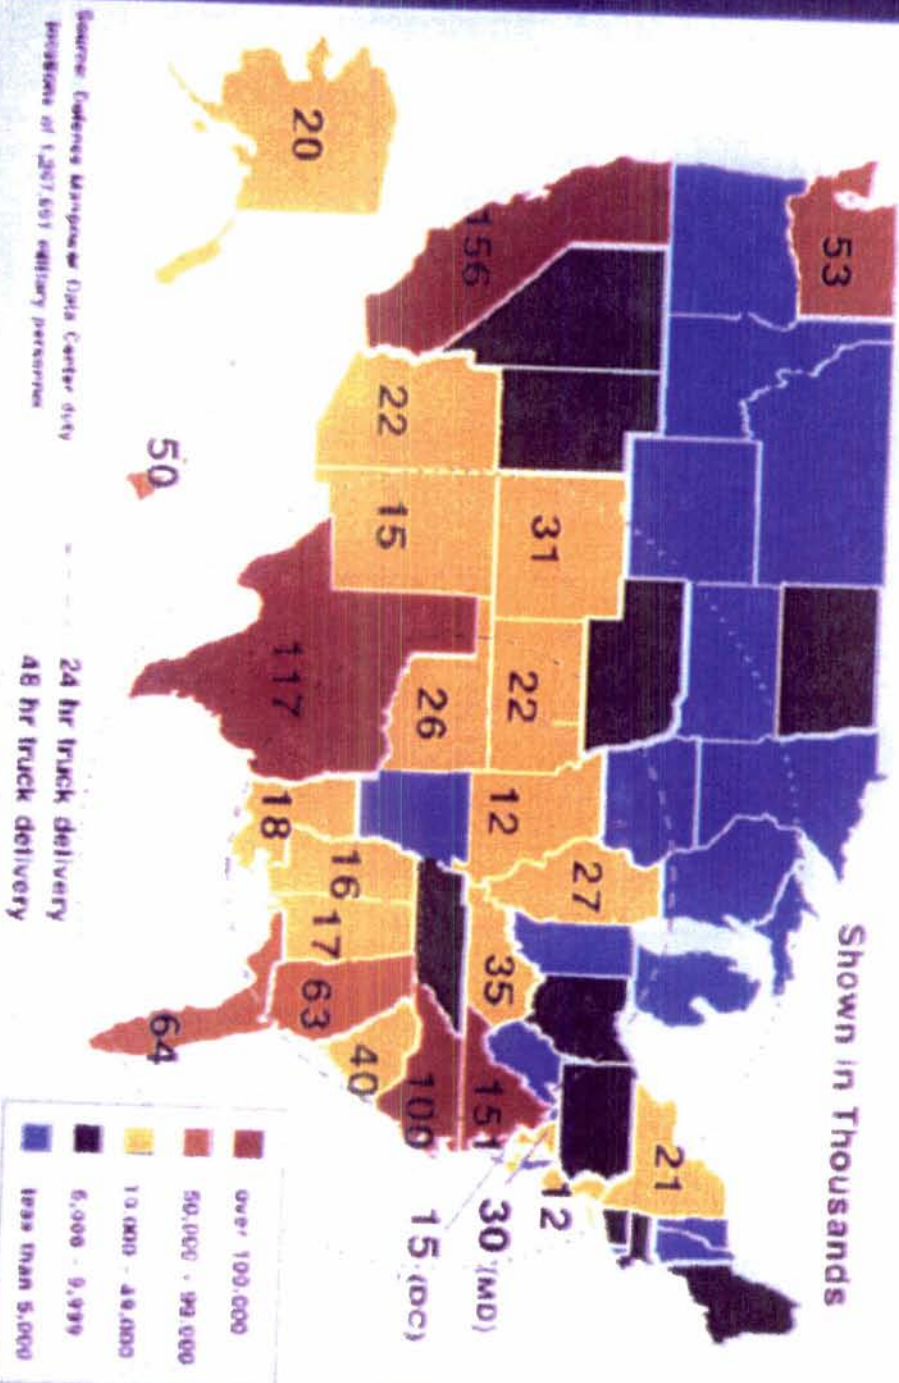 Shown in Thousands
53
156
20
22
15
31
50
117
26
22
18
12
16
17
27
35
63
64
40
100
151
21
12
30 (MD)
15 (DC)
over 100,000
50,000 - 99,000
10,000 - 49,000
5,000 - 9,999
less than 5,000
24 hr truck delivery
48 hr truck delivery
Source: Defense Manpower Data Center duty
military personnel